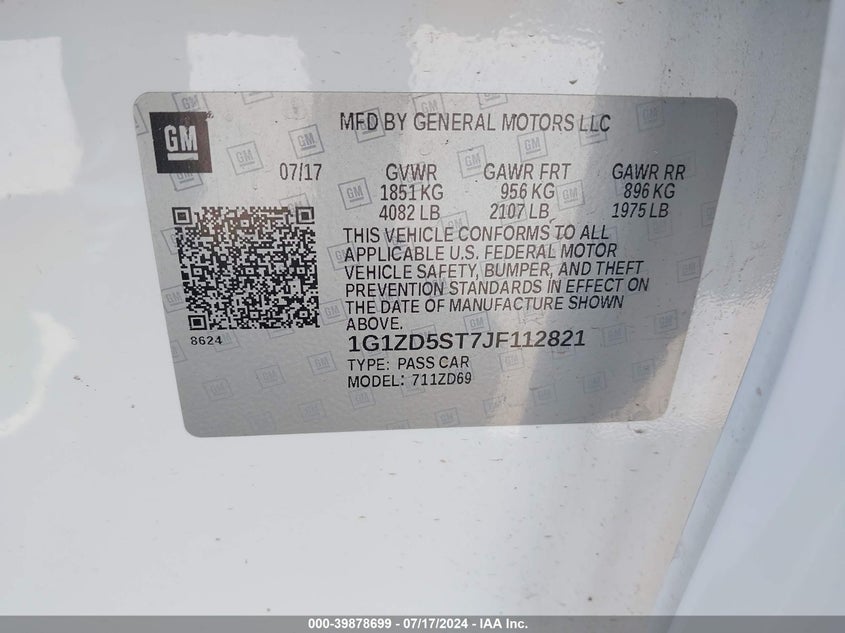 GM
MFD BY GENERAL MOTORS LLC
07/17 GVWR GAWR FRT GAWR RR
1851 KG 956 KG 896 KG
4082 LB 2107 LB 1975 LB
THIS VEHICLE CONFORMS TO ALL
APPLICABLE U.S. FEDERAL MOTOR
VEHICLE SAFETY, BUMPER, AND THEFT
PREVENTION STANDARDS IN EFFECT ON
THE DATE OF MANUFACTURE SHOWN
ABOVE.
8624
1G1ZD5ST7JF112821
TYPE: PASS CAR
MODEL: 711ZD69
000-39878699 - 07/17/2024 - IAA Inc.